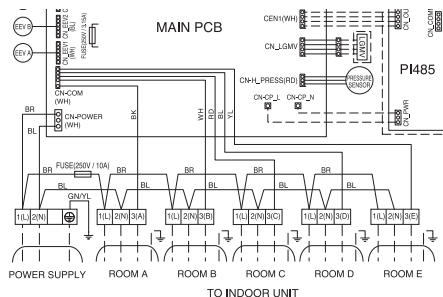 EEV B
EEV A
CN_EEV2 C
(BL)
CN_EEV1
(WH)
FUSE(250V / 3.15A)
MAIN PCB
CEN1(WH)
CN_OU
CN_COM1
CN_LGMV
LGMV
PI485
CN-H_PRESS(RD)
PRESSURE
SENSOR
CN-CP_L
CN-CP_N
CN_PWR
CN-COM
(WH)
CN-POWER
(WH)
BR
BL
BK
WH
RD
BL
YL
FUSE(250V / 10A)
BR
BR
BR
BR
BR
BL
BL
BL
BL
BL
GN/YL
1(L) 2(N)
1(L) 2(N) 3(A)
1(L) 2(N) 3(B)
1(L) 2(N) 3(C)
1(L) 2(N) 3(D)
1(L) 2(N) 3(E)
POWER SUPPLY
ROOM A
ROOM B
ROOM C
ROOM D
ROOM E
TO INDOOR UNIT